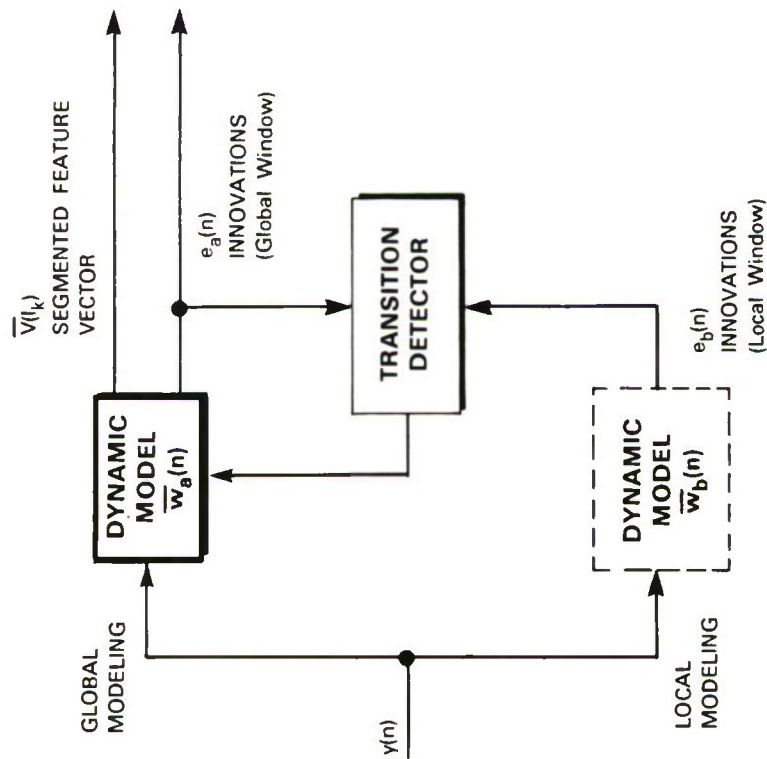 V(I_k)
SEGMENTED FEATURE
VECTOR
DYNAMIC
MODEL
w_a(n)
e_a(n)
INNOVATIONS
(Global Window)
GLOBAL
MODELING
TRANSITION
DETECTOR
y(n)
DYNAMIC
MODEL
w_b(n)
e_b(n)
INNOVATIONS
(Local Window)
LOCAL
MODELING